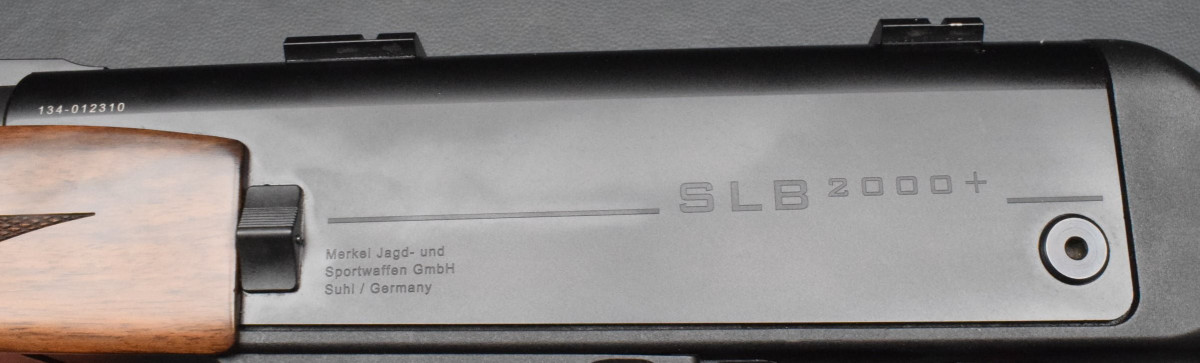 134-012310
SLB 2000+
Merkel Jagd- und
Sportwaffen GmbH
Suhl / Germany